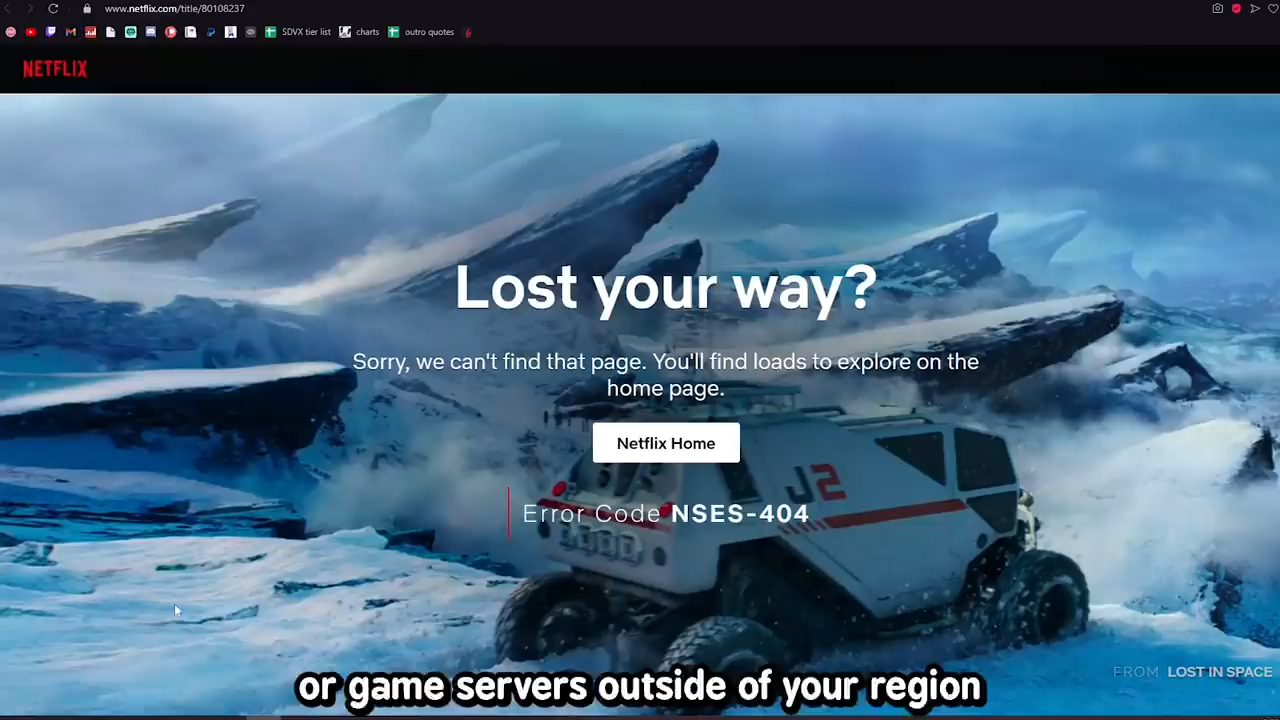 www.netflix.com/title/80108237
SDVX tier list charts outro quotes
NETFLIX
Lost your way?
Sorry, we can't find that page. You'll find loads to explore on the
home page.
Netflix Home
J2
Error Code NSES-404
FROM LOST IN SPACE
or game servers outside of your region